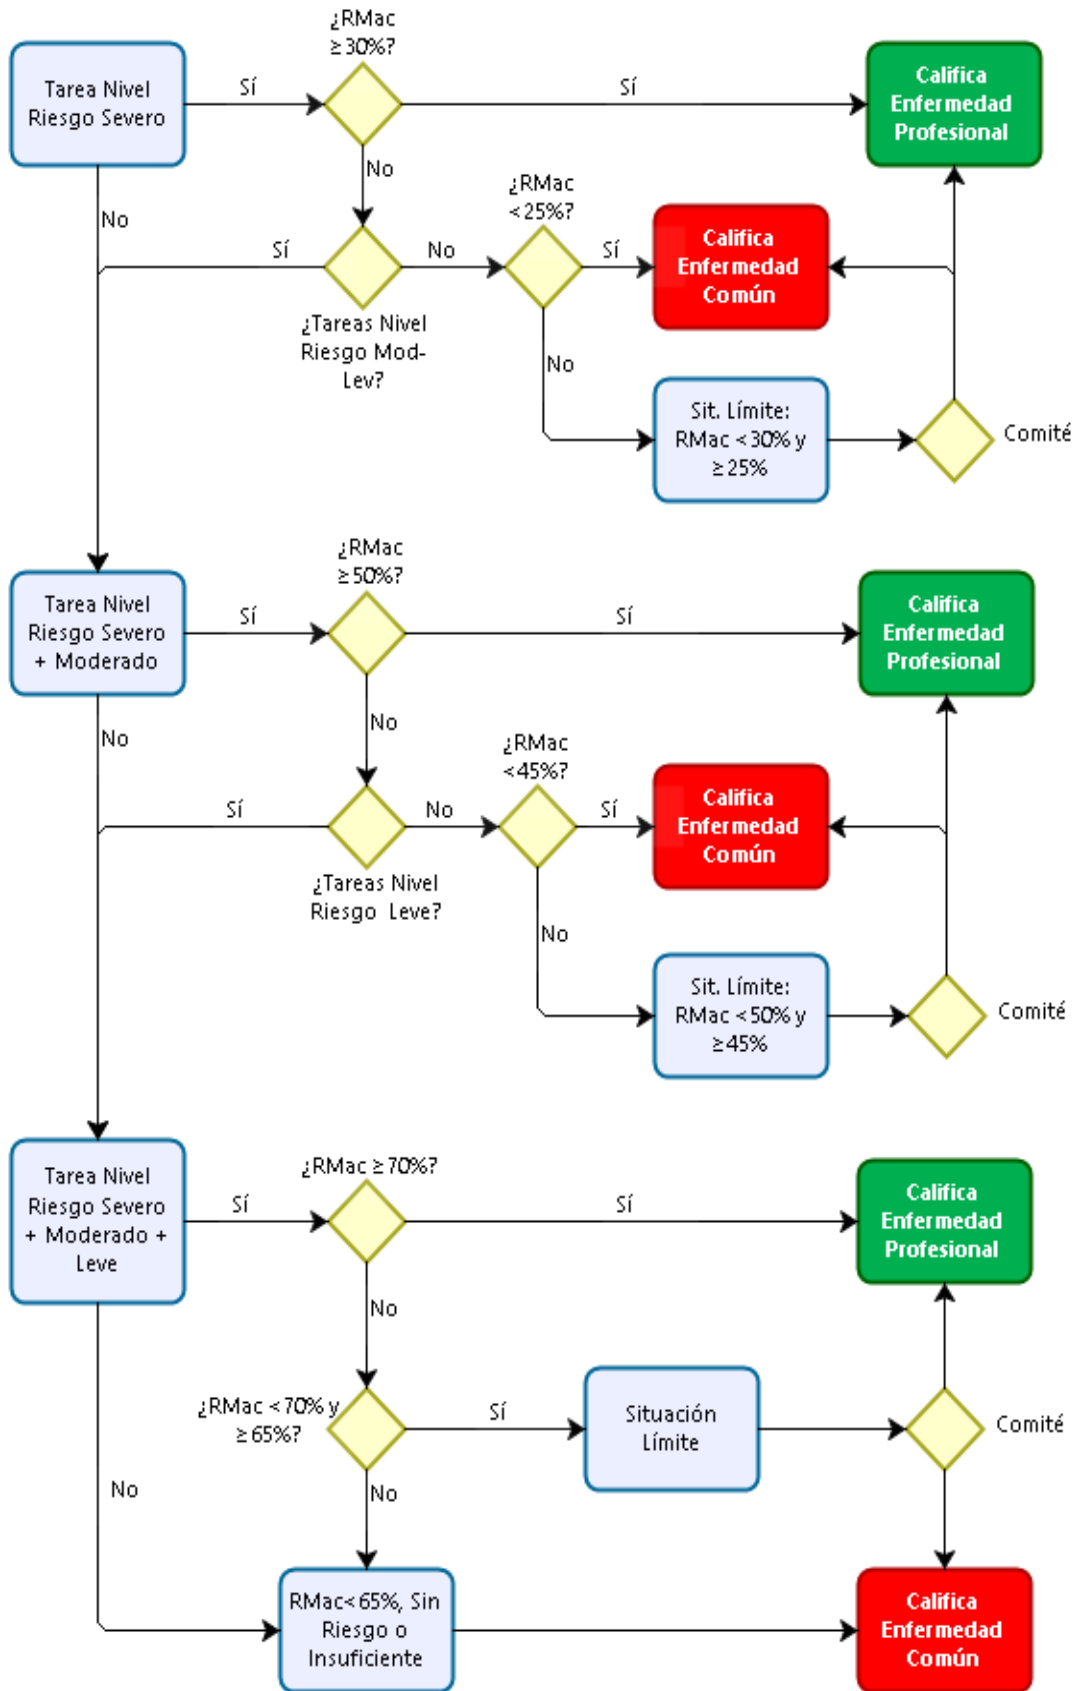 ¿RMac
≥30%?
Tarea Nivel
Riesgo Severo
Sí
Sí
Califica
Enfermedad
Profesional
No
No
¿RMac
<25%?
Sí
No
Sí
Califica
Enfermedad
Común
¿Tareas Nivel
Riesgo Mod-
Lev?
No
Sit. Límite:
RMac <30% y
≥25%
Comité
¿RMac
≥50%?
Tarea Nivel
Riesgo Severo
+ Moderado
Sí
Sí
Califica
Enfermedad
Profesional
No
No
¿RMac
<45%?
Sí
No
Sí
Califica
Enfermedad
Común
¿Tareas Nivel
Riesgo Leve?
No
Sit. Límite:
RMac <50% y
≥45%
Comité
¿RMac ≥70%?
Tarea Nivel
Riesgo Severo
+ Moderado +
Leve
Sí
Sí
Califica
Enfermedad
Profesional
No
¿RMac <70% y
≥65%?
Sí
Situación
Límite
Comité
No
No
RMac<65%, Sin
Riesgo o
Insuficiente
Califica
Enfermedad
Común